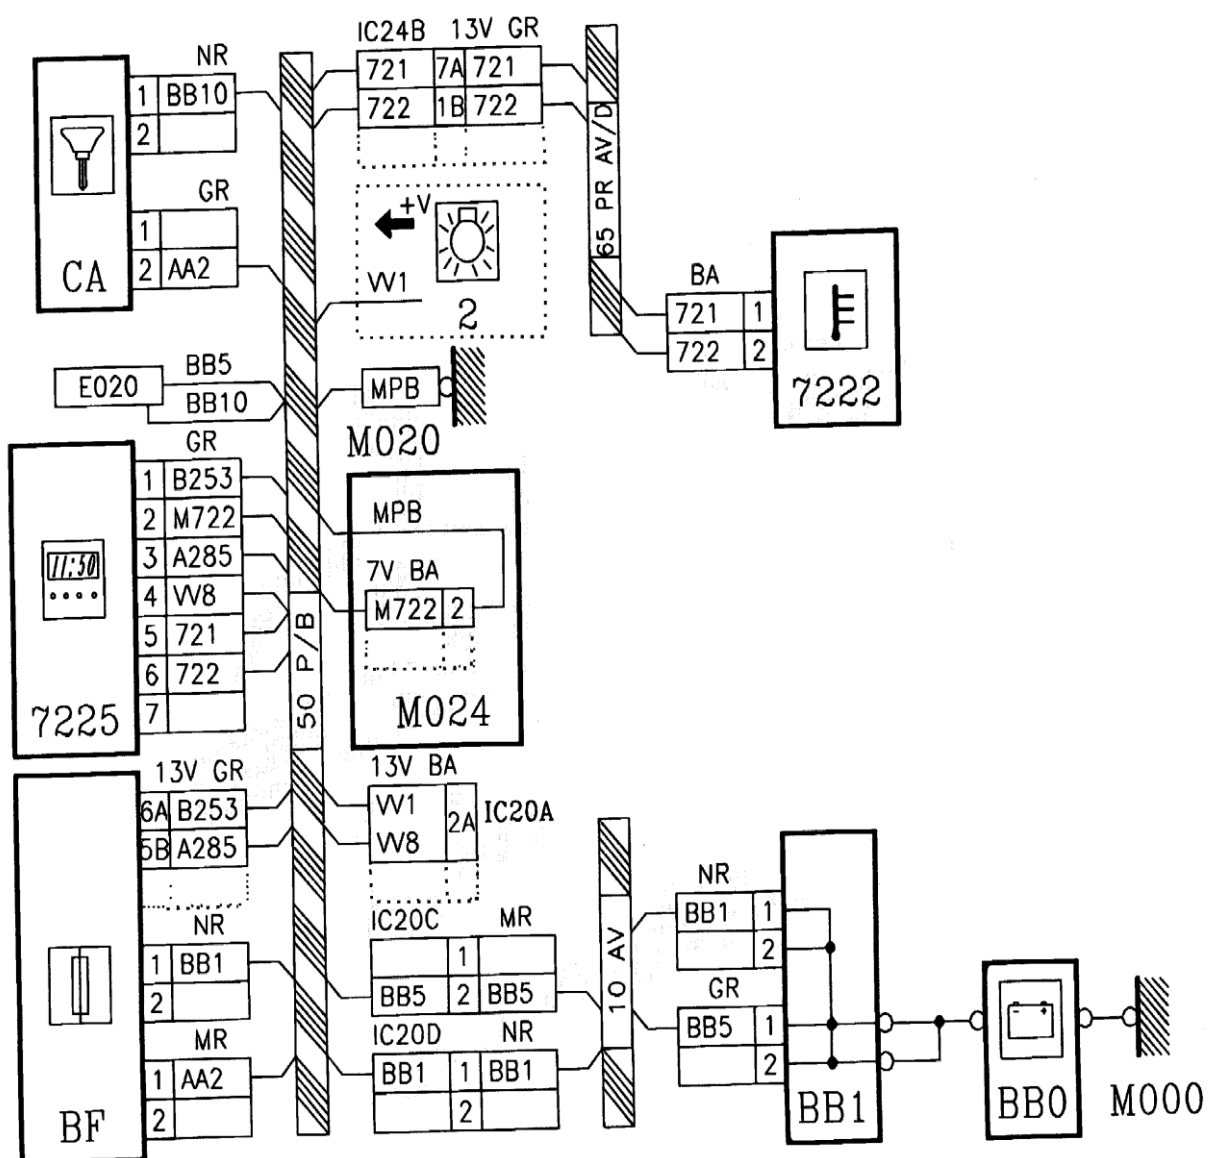 IC24B 13V GR
721 7A 721
722 1B 722
NR
1 BB10
2
GR
1
2 AA2
CA
+V
VV1
2
65 PR AV/D
BA
721 1
722 2
7222
E020
BB5
BB10
MPB
M020
GR
1 B253
2 M722
3 A285
4 VV8
5 721
6 722
7
11:50
7225
MPB
7V BA
M722 2
M024
50 P/B
13V GR
6A B253
5B A285
NR
1 BB1
2
MR
1 AA2
2
BF
13V BA
VV1
VV8
2A
IC20A
IC20C MR
1
BB5 2 BB5
IC20D NR
BB1 1 BB1
2
10 AV
NR
BB1 1
2
GR
BB5 1
2
BB1
- +
BB0
M000